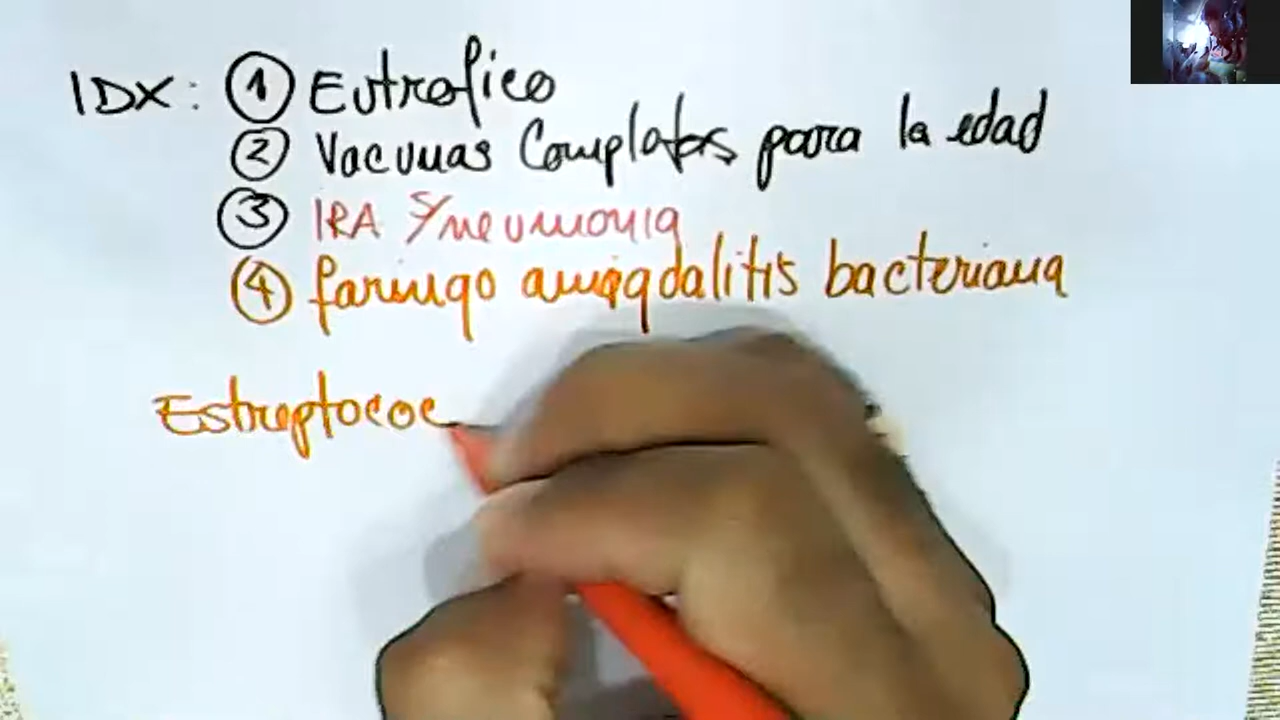 IDX: ① Eutrofico
② Vacunas Completas para la edad
③ IRA S/neumonia
④ faringo amigdalitis bacteriana
Estreptococ